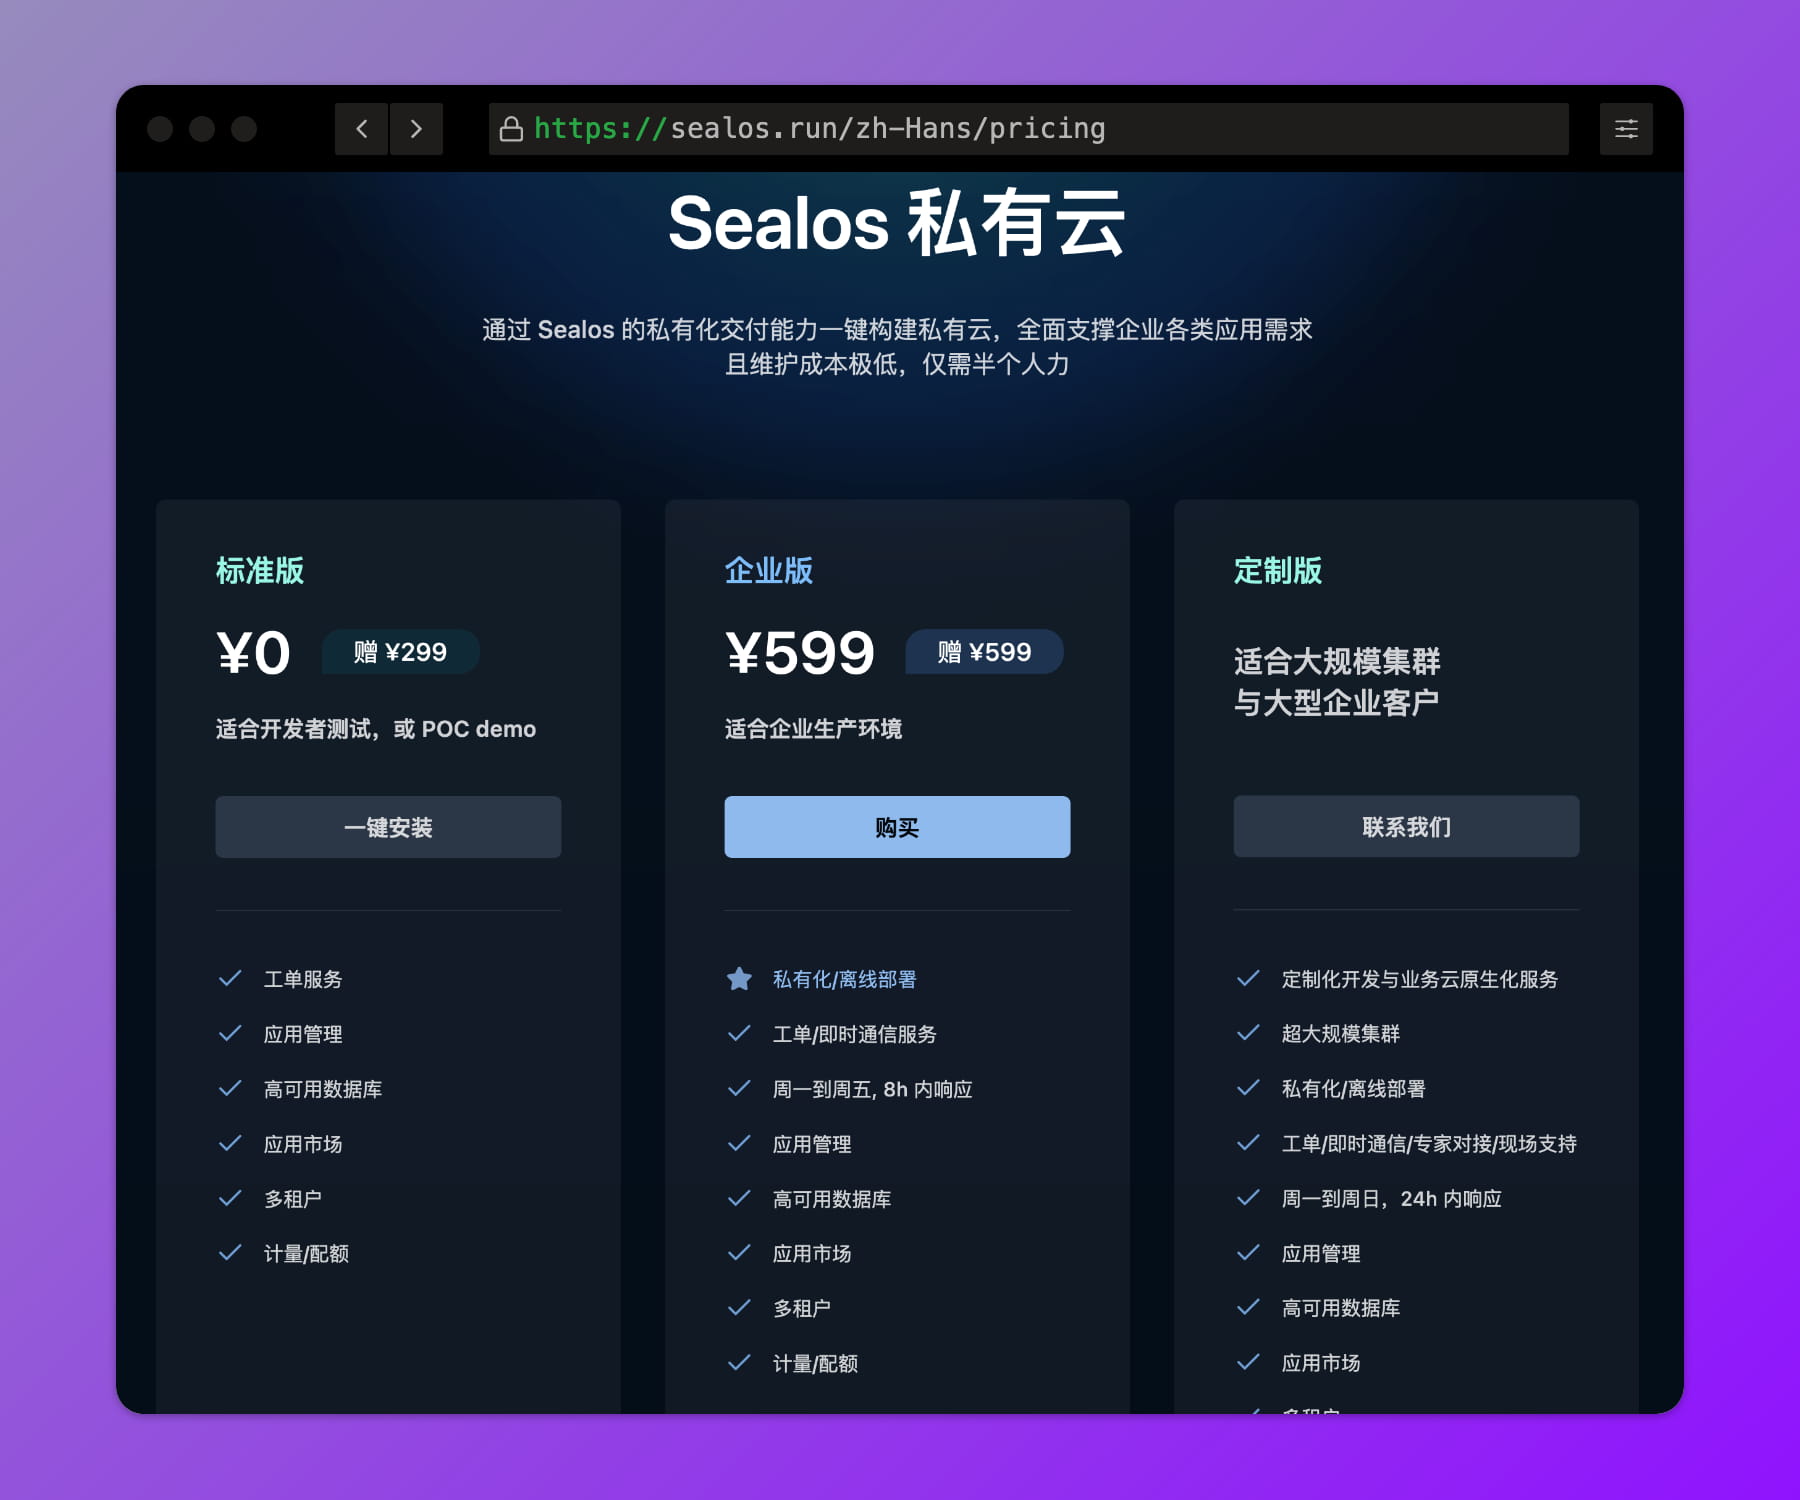 https://sealos.run/zh-Hans/pricing
Sealos 私有云
通过 Sealos 的私有化交付能力一键构建私有云，全面支撑企业各类应用需求
且维护成本极低，仅需半个人力
标准版
¥0 赠 ¥299
适合开发者测试，或 POC demo
一键安装
工单服务
应用管理
高可用数据库
应用市场
多租户
计量/配额
企业版
¥599 赠 ¥599
适合企业生产环境
购买
私有化/离线部署
工单/即时通信服务
周一到周五, 8h 内响应
应用管理
高可用数据库
应用市场
多租户
计量/配额
定制版
适合大规模集群
与大型企业客户
联系我们
定制化开发与业务云原生化服务
超大规模集群
私有化/离线部署
工单/即时通信/专家对接/现场支持
周一到周日，24h 内响应
应用管理
高可用数据库
应用市场
多租户